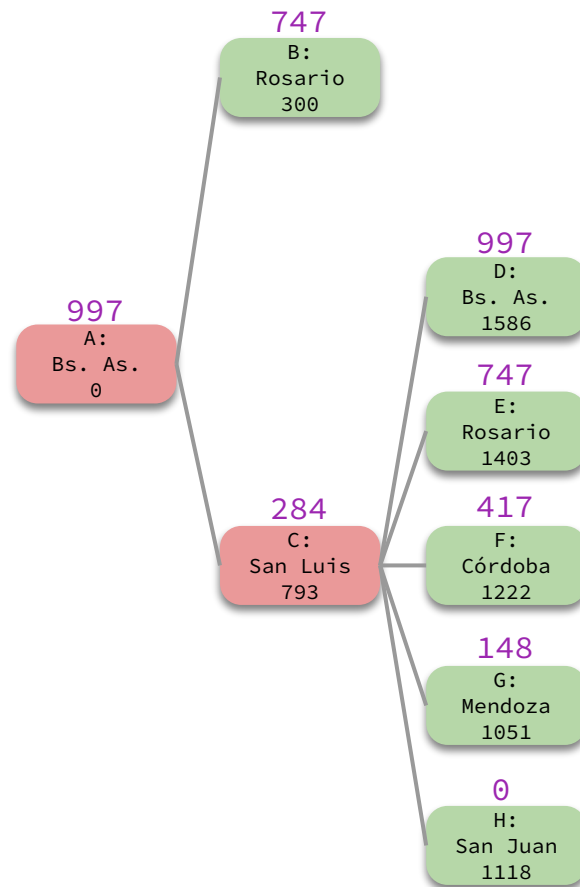 747
B:
Rosario
300
997
A:
Bs. As.
0
284
C:
San Luis
793
997
D:
Bs. As.
1586
747
E:
Rosario
1403
417
F:
Córdoba
1222
148
G:
Mendoza
1051
0
H:
San Juan
1118